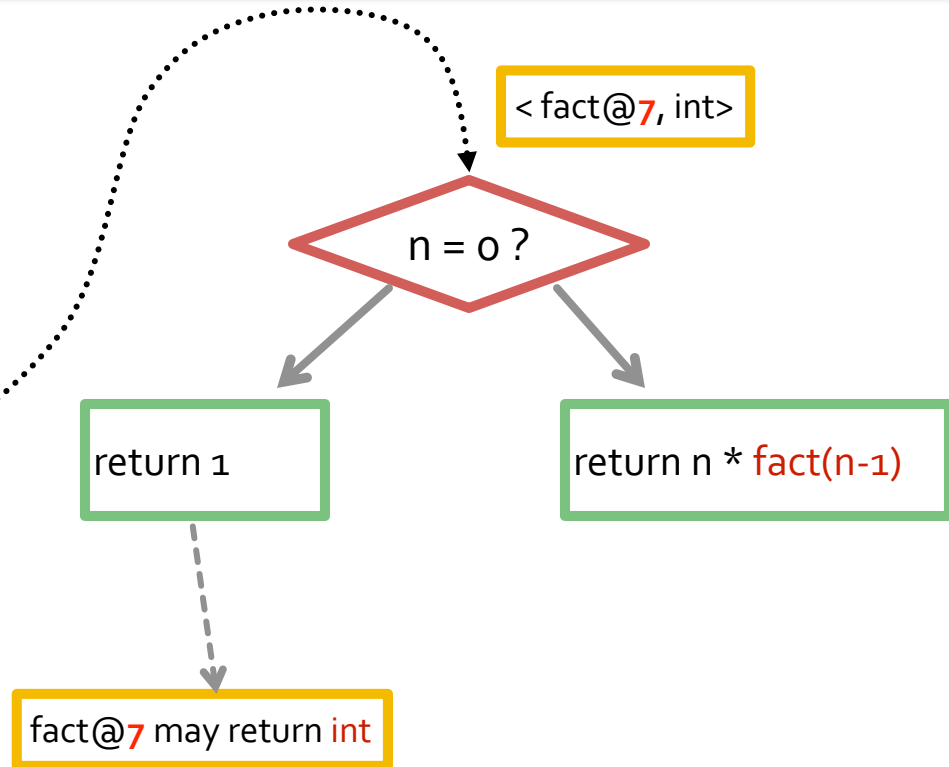 < fact@7, int>
n = 0 ?
return 1
return n * fact(n-1)
fact@7 may return int